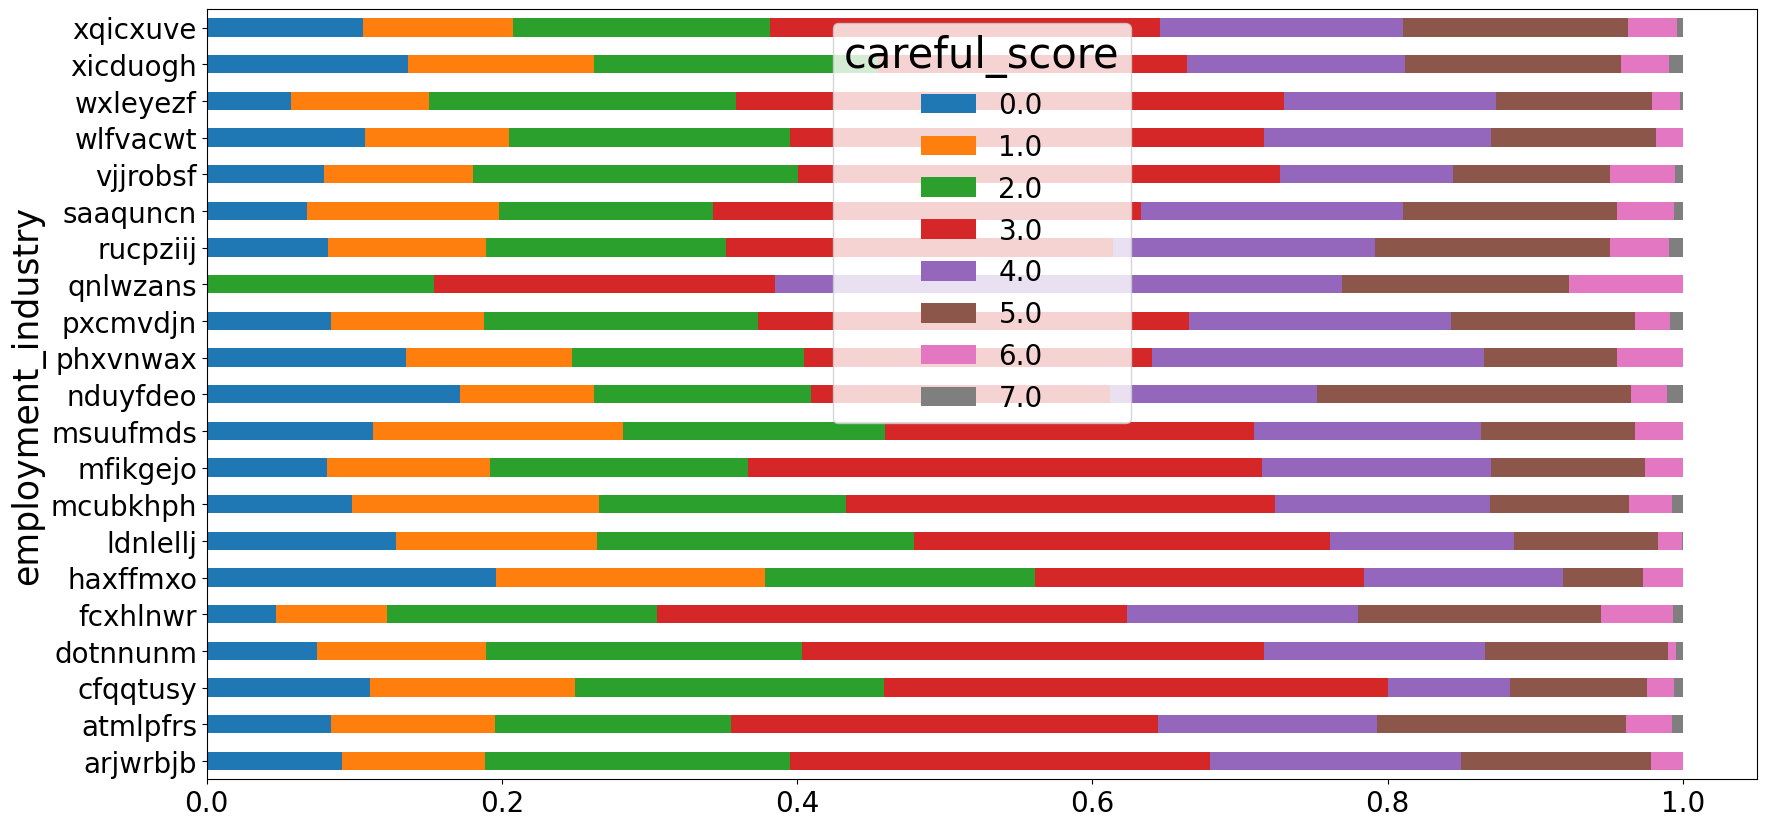 employment_industry
xqicxuve
xicduogh
wxleyezf
wlfvacwt
vjjrobsf
saaquncn
rucpziij
qnlwzans
pxcmvdjn
phxvnwax
nduyfdeo
msuufmds
mfikgejo
mcubkhph
ldnlellj
haxffmxo
fcxhlnwr
dotnnunm
cfqqtusy
atmlpfrs
arjwrbjb
careful_score
0.0
1.0
2.0
3.0
4.0
5.0
6.0
7.0
0.0 0.2 0.4 0.6 0.8 1.0